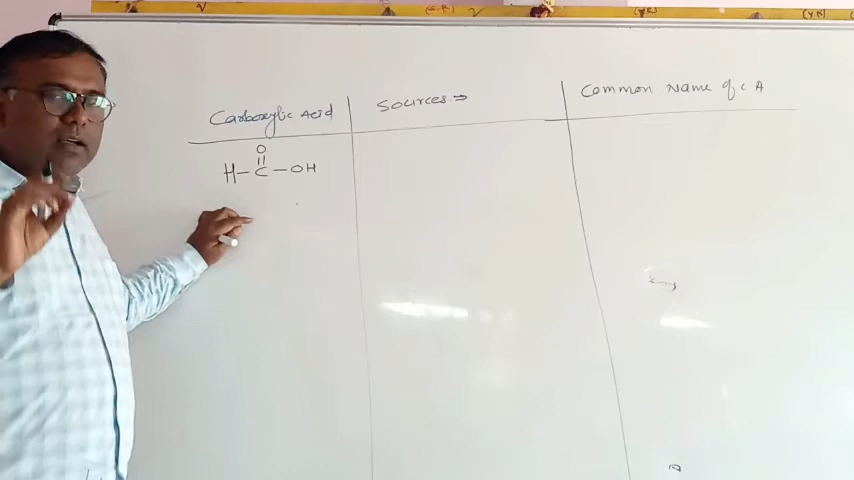 Carboxylic Acid
Sources ⇒
Common Name of C A
O
||
H-C-OH